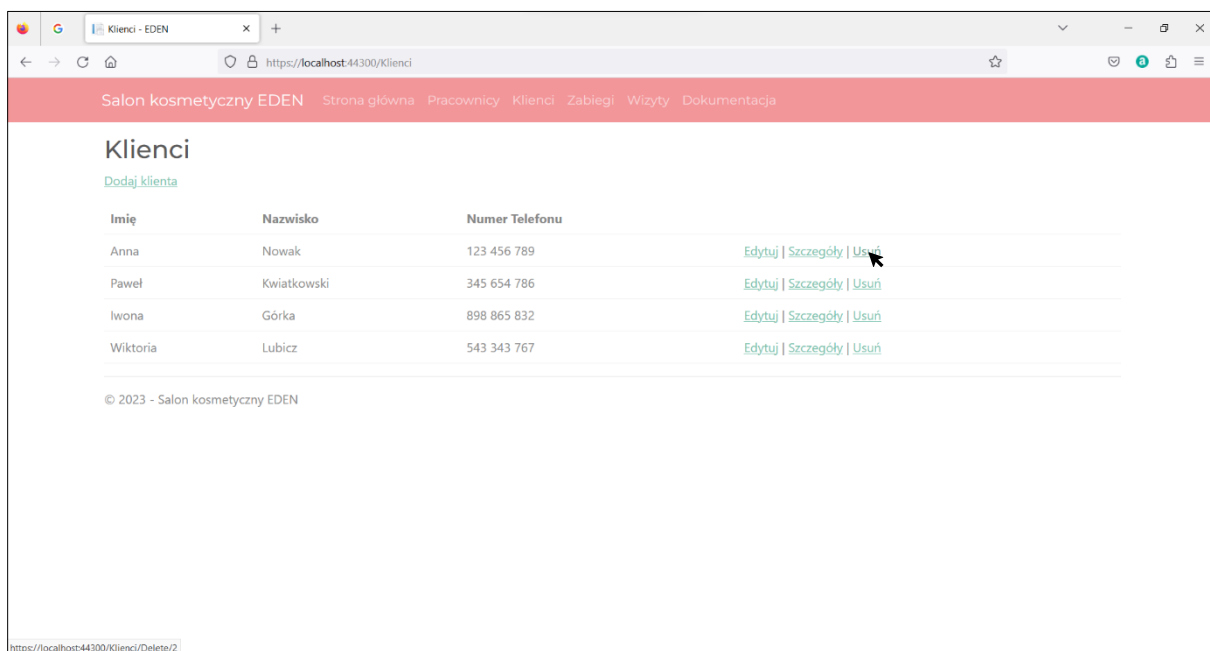 Klienci - EDEN
https://localhost:44300/Klienci
Salon kosmetyczny EDEN Strona główna Pracownicy Klienci Zabiegi Wizyty Dokumentacja
Klienci
Dodaj klienta
Imię Nazwisko Numer Telefonu
Anna Nowak 123 456 789 Edytuj | Szczegóły | Usuń
Paweł Kwiatkowski 345 654 786 Edytuj | Szczegóły | Usuń
Iwona Górka 898 865 832 Edytuj | Szczegóły | Usuń
Wiktoria Lubicz 543 343 767 Edytuj | Szczegóły | Usuń
© 2023 - Salon kosmetyczny EDEN
https://localhost:44300/Klienci/Delete/2